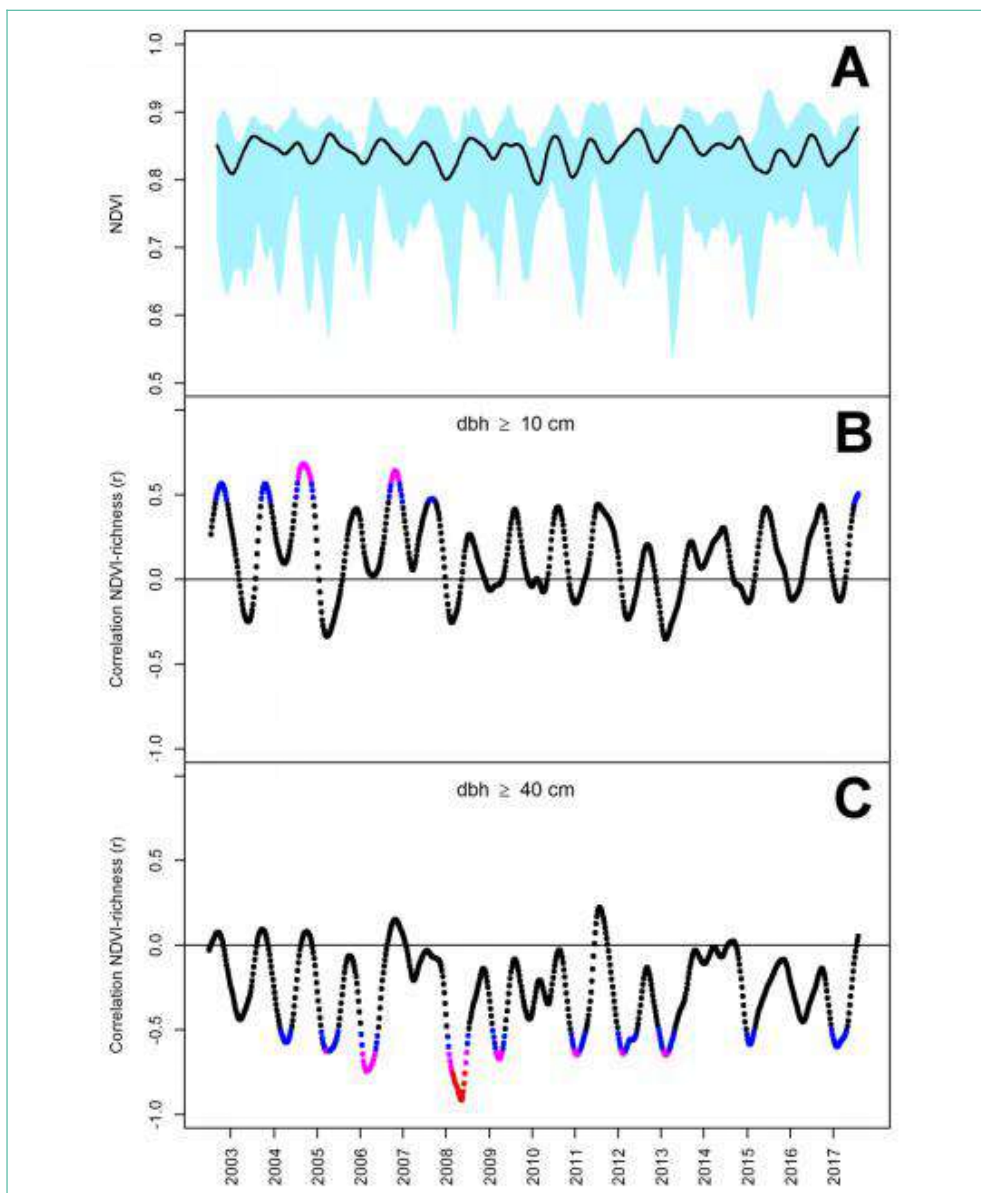 A
1.0
0.9
0.8
0.7
0.6
0.5
NDVI
dbh ≥ 10 cm
B
0.5
0.0
-0.5
-1.0
Correlation NDVI-richness (r)
dbh ≥ 40 cm
C
0.5
0.0
-0.5
-1.0
Correlation NDVI-richness (r)
2003 2004 2005 2006 2007 2008 2009 2010 2011 2012 2013 2014 2015 2016 2017